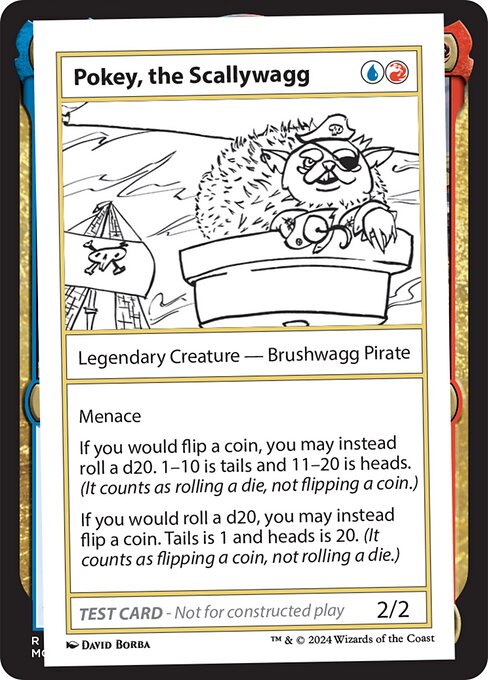 Pokey, the Scallywagg
Legendary Creature — Brushwagg Pirate
Menace
If you would flip a coin, you may instead
roll a d20. 1–10 is tails and 11–20 is heads.
(It counts as rolling a die, not flipping a coin.)
If you would roll a d20, you may instead
flip a coin. Tails is 1 and heads is 20. (It
counts as flipping a coin, not rolling a die.)
TEST CARD - Not for constructed play
2/2
R
DAVID BORBA
™ & © 2024 Wizards of the Coast